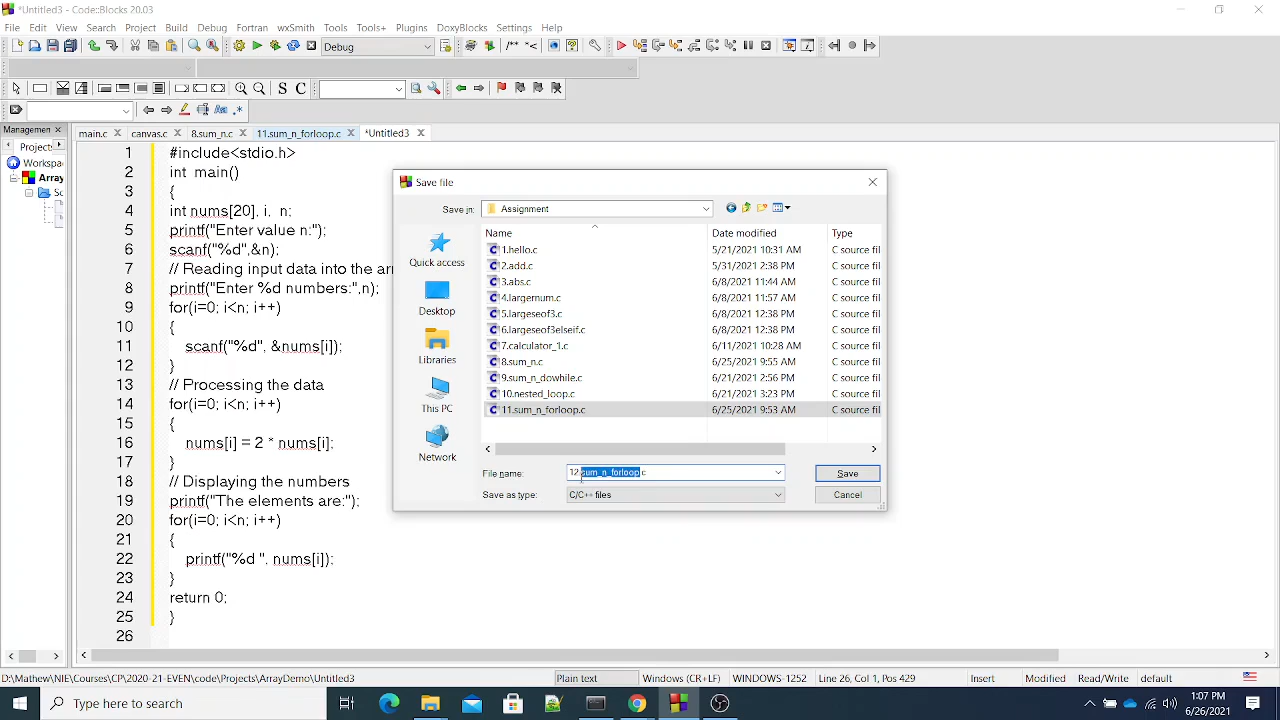 *Untitled3 - Code::Blocks 20.03
File Edit View Search Project Build Debug Fortran wxSmith Tools Tools+ Plugins DoxyBlocks Settings Help
Debug
/** *<
S C
Aa .*
Managemen
main.c canvas.c 8.sum_n.c 11.sum_n_forloop.c *Untitled3
Projects
Workspa
Array
So
1 #include<stdio.h>
2 int main()
3 {
4 int nums[20], i, n;
5 printf("Enter value n:");
6 scanf("%d",&n);
7 // Reading input data into the arr
8 printf("Enter %d numbers:",n);
9 for(i=0; i<n; i++)
10 {
11 scanf("%d", &nums[i]);
12 }
13 // Processing the data
14 for(i=0; i<n; i++)
15 {
16 nums[i] = 2 * nums[i];
17 }
18 // Displaying the numbers
19 printf("The elements are:");
20 for(i=0; i<n; i++)
21 {
22 printf("%d ", nums[i]);
23 }
24 return 0;
25 }
26
Save file
Save in: Assignment
Quick access
Desktop
Libraries
This PC
Network
Name Date modified Type
1.hello.c 5/21/2021 10:31 AM C source fil
2.add.c 5/31/2021 2:38 PM C source fil
3.abs.c 6/8/2021 11:44 AM C source fil
4.largernum.c 6/8/2021 11:57 AM C source fil
5.largeseof3.c 6/8/2021 12:38 PM C source fil
6.largeseof3elseif.c 6/8/2021 12:38 PM C source fil
7.calculator_1.c 6/11/2021 10:28 AM C source fil
8.sum_n.c 6/25/2021 9:55 AM C source fil
9.sum_n_dowhile.c 6/21/2021 2:56 PM C source fil
10.nested_loop.c 6/21/2021 3:23 PM C source fil
11.sum_n_forloop.c 6/25/2021 9:53 AM C source fil
File name: 12.sum_n_forloop.c Save
Save as type: C/C++ files Cancel
D:\Mathew\NIE\Courses\CP\2020-21-EVEN\code\Projects\ArrayDemo\Untitled3 Plain text Windows (CR+LF) WINDOWS-1252 Line 26, Col 1, Pos 429 Insert Modified Read/Write default
Type here to search
1:07 PM
6/26/2021